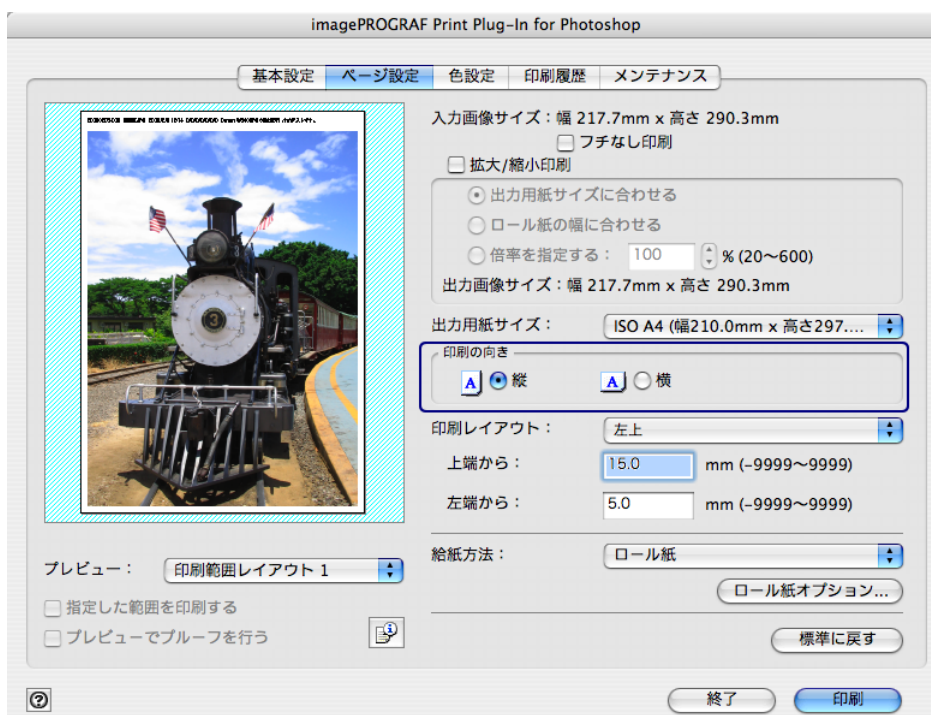 imagePROGRAF Print Plug-In for Photoshop
基本設定 ページ設定 色設定 印刷履歴 メンテナンス
入力画像サイズ：幅 217.7mm x 高さ 290.3mm
フチなし印刷
拡大/縮小印刷
出力用紙サイズに合わせる
ロール紙の幅に合わせる
倍率を指定する： 100 % (20〜600)
出力画像サイズ：幅 217.7mm x 高さ 290.3mm
出力用紙サイズ： ISO A4 (幅210.0mm x 高さ297....
印刷の向き
A 縦 A 横
印刷レイアウト： 左上
上端から： 15.0 mm (-9999〜9999)
左端から： 5.0 mm (-9999〜9999)
給紙方法： ロール紙
ロール紙オプション...
標準に戻す
3
プレビュー： 印刷範囲レイアウト 1
指定した範囲を印刷する
プレビューでプルーフを行う
? 終了 印刷